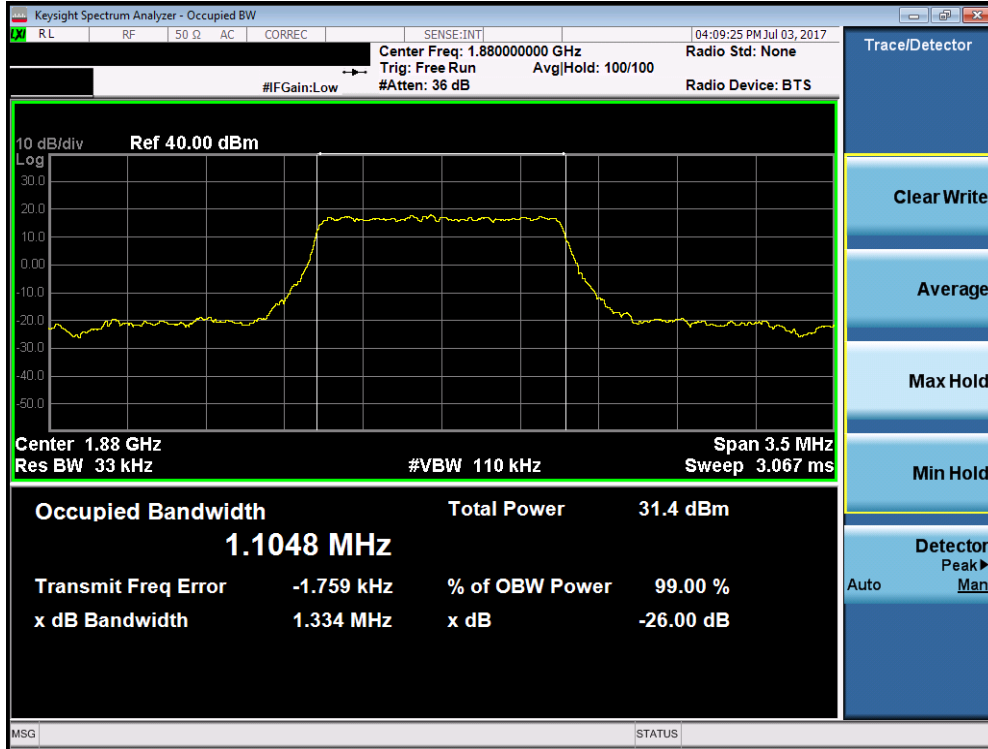 Keysight Spectrum Analyzer - Occupied BW
LXI RL RF 50 Ω AC CORREC SENSE:INT 04:09:25 PM Jul 03, 2017
Center Freq: 1.880000000 GHz Radio Std: None
Trig: Free Run Avg|Hold: 100/100
#IFGain:Low #Atten: 36 dB Radio Device: BTS
10 dB/div Ref 40.00 dBm
Log
30.0
20.0
10.0
0.00
-10.0
-20.0
-30.0
-40.0
-50.0
Center 1.88 GHz Span 3.5 MHz
Res BW 33 kHz #VBW 110 kHz Sweep 3.067 ms
Occupied Bandwidth Total Power 31.4 dBm
1.1048 MHz
Transmit Freq Error -1.759 kHz % of OBW Power 99.00 %
x dB Bandwidth 1.334 MHz x dB -26.00 dB
MSG STATUS
Trace/Detector
Clear Write
Average
Max Hold
Min Hold
Detector
Peak▶
Auto Man